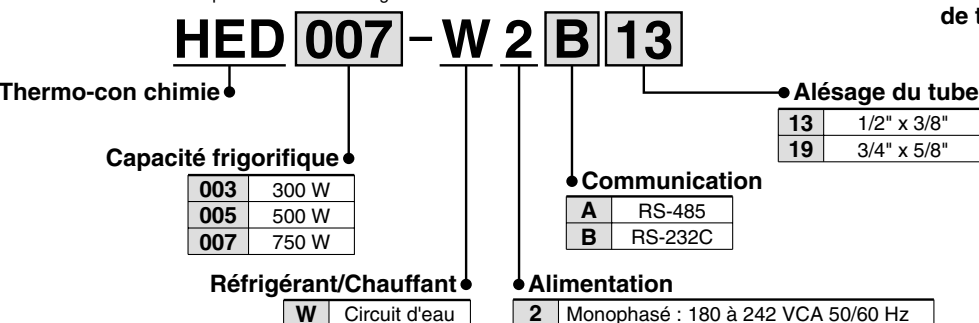 de t
HED 007 - W 2 B 13
Thermo-con chimie
Alésage du tube
13 1/2" x 3/8"
19 3/4" x 5/8"
Capacité frigorifique
003 300 W
005 500 W
007 750 W
Communication
A RS-485
B RS-232C
Réfrigérant/Chauffant
W Circuit d'eau
Alimentation
2 Monophasé : 180 à 242 VCA 50/60 Hz